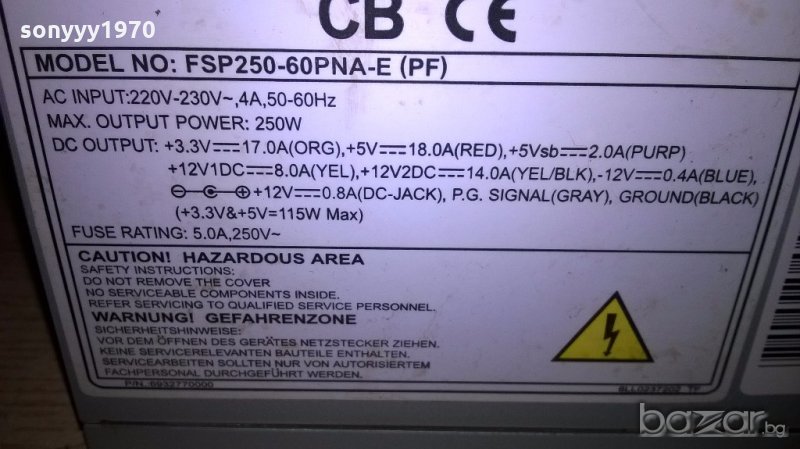 sonyyy1970
CB CE
MODEL NO: FSP250-60PNA-E (PF)
AC INPUT:220V-230V~,4A,50-60Hz
MAX. OUTPUT POWER: 250W
DC OUTPUT: +3.3V⎓17.0A(ORG),+5V⎓18.0A(RED),+5Vsb⎓2.0A(PURP)
+12V1DC⎓8.0A(YEL),+12V2DC⎓14.0A(YEL/BLK),-12V⎓0.4A(BLUE),
+12V⎓0.8A(DC-JACK), P.G. SIGNAL(GRAY), GROUND(BLACK)
(+3.3V&+5V=115W Max)
FUSE RATING: 5.0A,250V~
CAUTION! HAZARDOUS AREA
SAFETY INSTRUCTIONS:
DO NOT REMOVE THE COVER
NO SERVICEABLE COMPONENTS INSIDE.
REFER SERVICING TO QUALIFIED SERVICE PERSONNEL.
WARNUNG! GEFAHRENZONE
SICHERHEITSHINWEISE:
VOR DEM ÖFFNEN DES GERÄTES NETZSTECKER ZIEHEN.
KEINE SERVICERELEVANTEN BAUTEILE ENTHALTEN.
SERVICEARBEITEN SOLLTEN NUR VON AUTORISIERTEM
FACHPERSONAL DURCHGEFÜHRT WERDEN.
P/N: 6932770000
bazar.bg